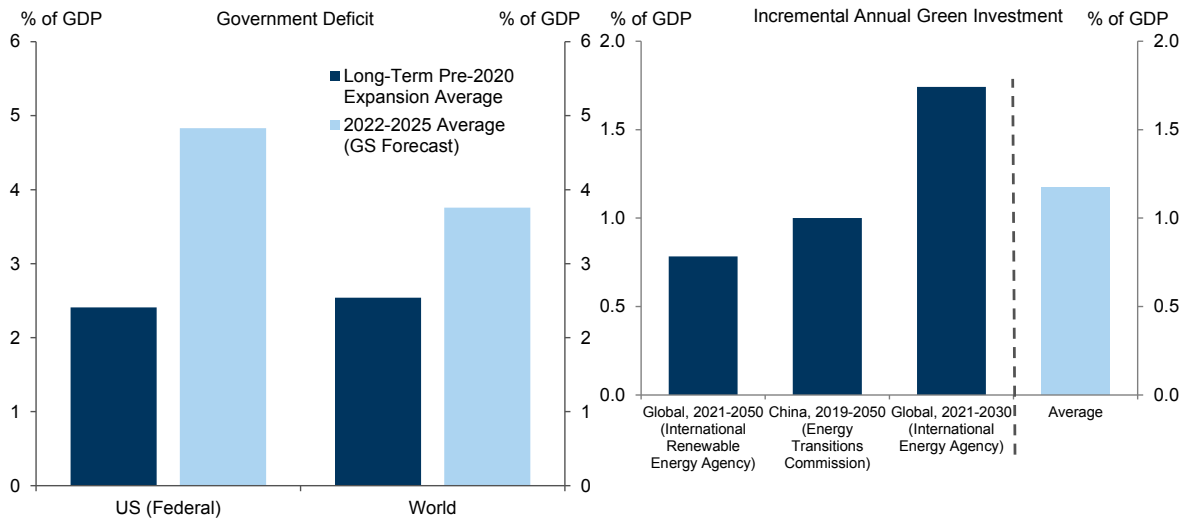 % of GDP
Government Deficit
% of GDP
6
5
4
3
2
1
0
6
5
4
3
2
1
0
Long-Term Pre-2020
Expansion Average
2022-2025 Average
(GS Forecast)
US (Federal)
World
% of GDP
Incremental Annual Green Investment
% of GDP
2.0
1.5
1.0
0.5
0.0
2.0
1.5
1.0
0.5
0.0
Global, 2021-2050
(International
Renewable
Energy Agency)
China, 2019-2050
(Energy
Transitions
Commission)
Global, 2021-2030
(International
Energy Agency)
Average